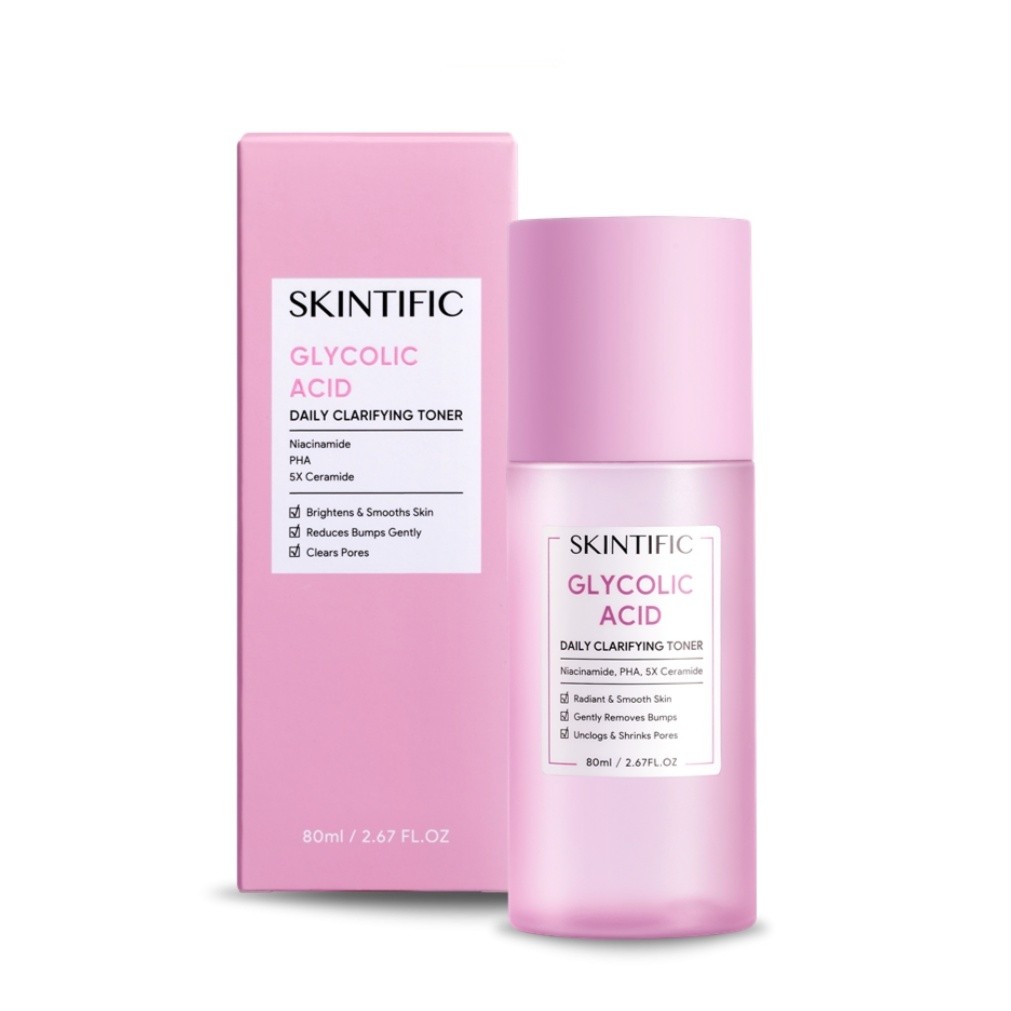 SKINTIFIC
GLYCOLIC
ACID
DAILY CLARIFYING TONER
Niacinamide
PHA
5X Ceramide
Brightens & Smooths Skin
Reduces Bumps Gently
Clears Pores
80ml / 2.67 FL.OZ
SKINTIFIC
GLYCOLIC
ACID
DAILY CLARIFYING TONER
Niacinamide, PHA, 5X Ceramide
Radiant & Smooth Skin
Gently Removes Bumps
Unclogs & Shrinks Pores
80ml / 2.67FL.OZ